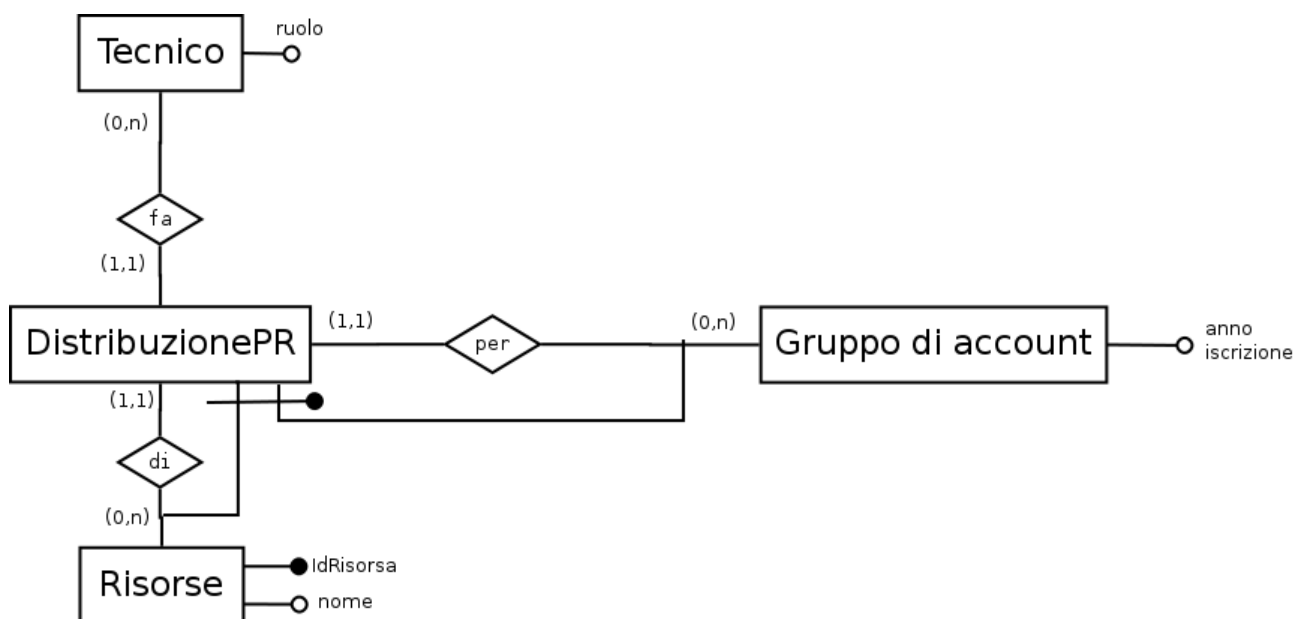 ruolo
Tecnico
(0,n)
fa
(1,1)
DistribuzionePR
(1,1)
per
(0,n)
Gruppo di account
anno
iscrizione
(1,1)
di
(0,n)
Risorse
IdRisorsa
nome